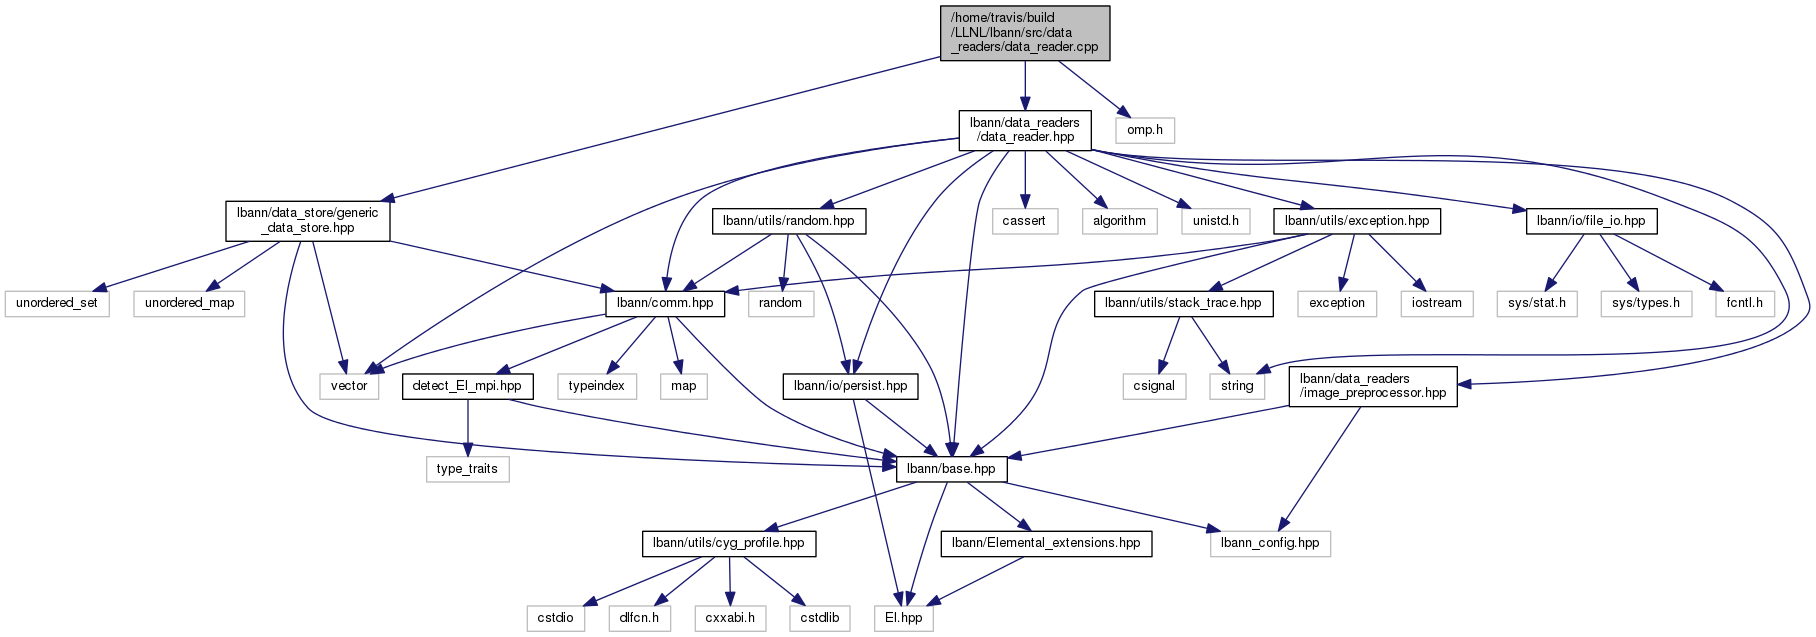 /home/travis/build
/LLNL/lbann/src/data
_readers/data_reader.cpp
lbann/data_readers
/data_reader.hpp
omp.h
lbann/data_store/generic
_data_store.hpp
lbann/utils/random.hpp
cassert
algorithm
unistd.h
lbann/utils/exception.hpp
lbann/io/file_io.hpp
unordered_set
unordered_map
lbann/comm.hpp
random
lbann/utils/stack_trace.hpp
exception
iostream
sys/stat.h
sys/types.h
fcntl.h
vector
detect_El_mpi.hpp
typeindex
map
lbann/io/persist.hpp
csignal
string
lbann/data_readers
/image_preprocessor.hpp
type_traits
lbann/base.hpp
lbann/utils/cyg_profile.hpp
lbann/Elemental_extensions.hpp
lbann_config.hpp
cstdio
dlfcn.h
cxxabi.h
cstdlib
El.hpp